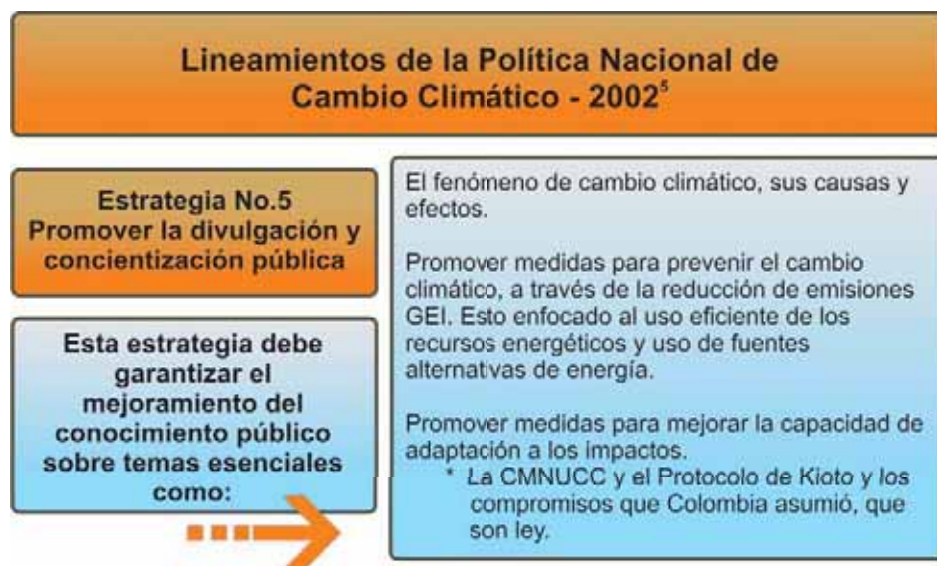 Lineamientos de la Política Nacional de
Cambio Climático - 2002⁵
Estrategia No.5
Promover la divulgación y
concientización pública
Esta estrategia debe
garantizar el
mejoramiento del
conocimiento público
sobre temas esenciales
como:
El fenómeno de cambio climático, sus causas y
efectos.
Promover medidas para prevenir el cambio
climático, a través de la reducción de emisiones
GEI. Esto enfocado al uso eficiente de los
recursos energéticos y uso de fuentes
alternativas de energía.
Promover medidas para mejorar la capacidad de
adaptación a los impactos.
* La CMNUCC y el Protocolo de Kioto y los
compromisos que Colombia asumió, que
son ley.